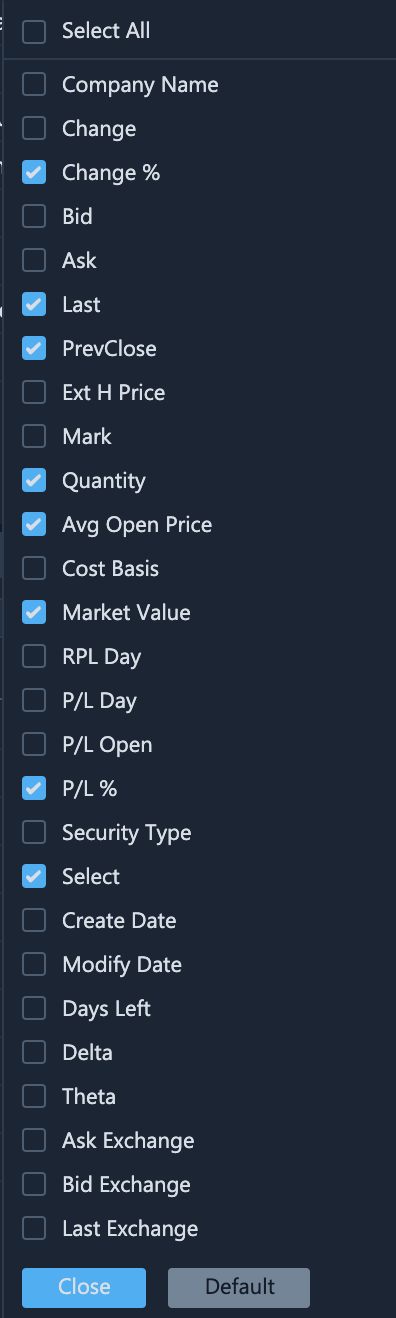 Select All
Company Name
Change
Change %
Bid
Ask
Last
PrevClose
Ext H Price
Mark
Quantity
Avg Open Price
Cost Basis
Market Value
RPL Day
P/L Day
P/L Open
P/L %
Security Type
Select
Create Date
Modify Date
Days Left
Delta
Theta
Ask Exchange
Bid Exchange
Last Exchange
Close Default